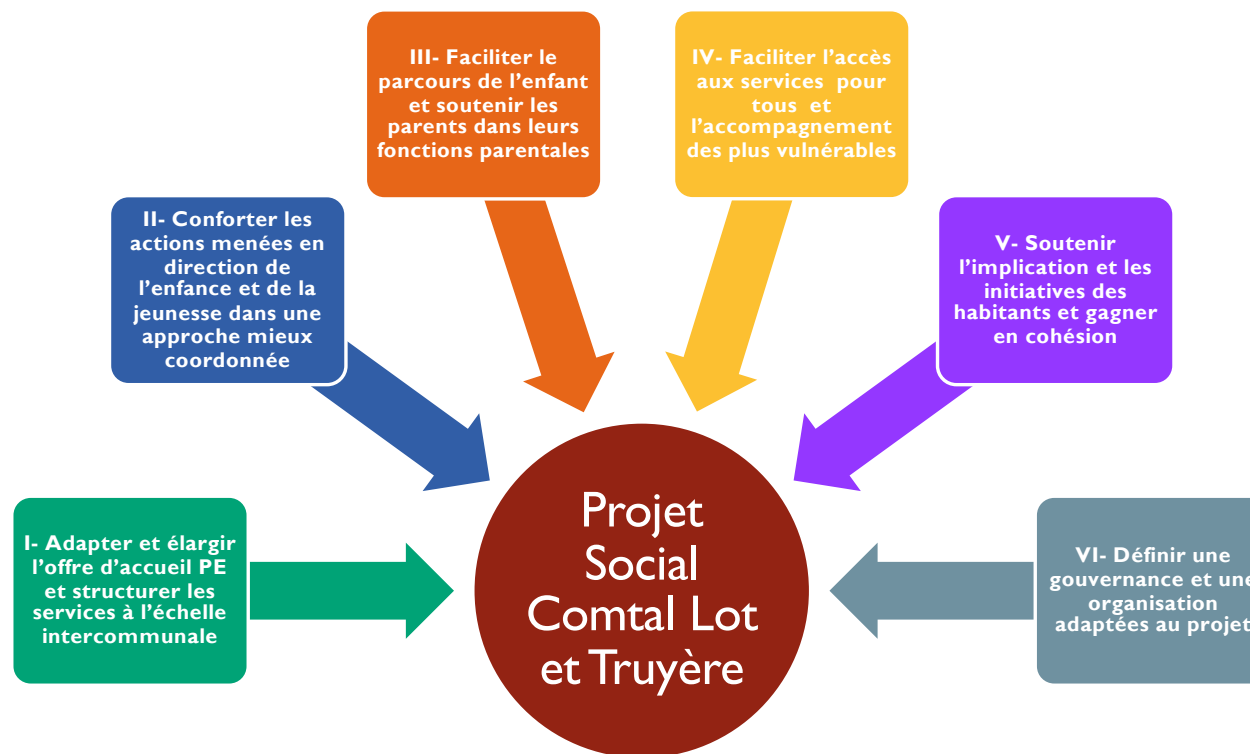 I- Adapter et élargir
l’offre d’accueil PE
et structurer les
services à l’échelle
intercommunale
II- Conforter les
actions menées en
direction de
l’enfance et de la
jeunesse dans une
approche mieux
coordonnée
III- Faciliter le
parcours de l’enfant
et soutenir les
parents dans leurs
fonctions parentales
IV- Faciliter l’accès
aux services pour
tous et
l’accompagnement
des plus vulnérables
V- Soutenir
l’implication et les
initiatives des
habitants et gagner
en cohésion
VI- Définir une
gouvernance et une
organisation
adaptées au projet
Projet
Social
Comtal Lot
et Truyère